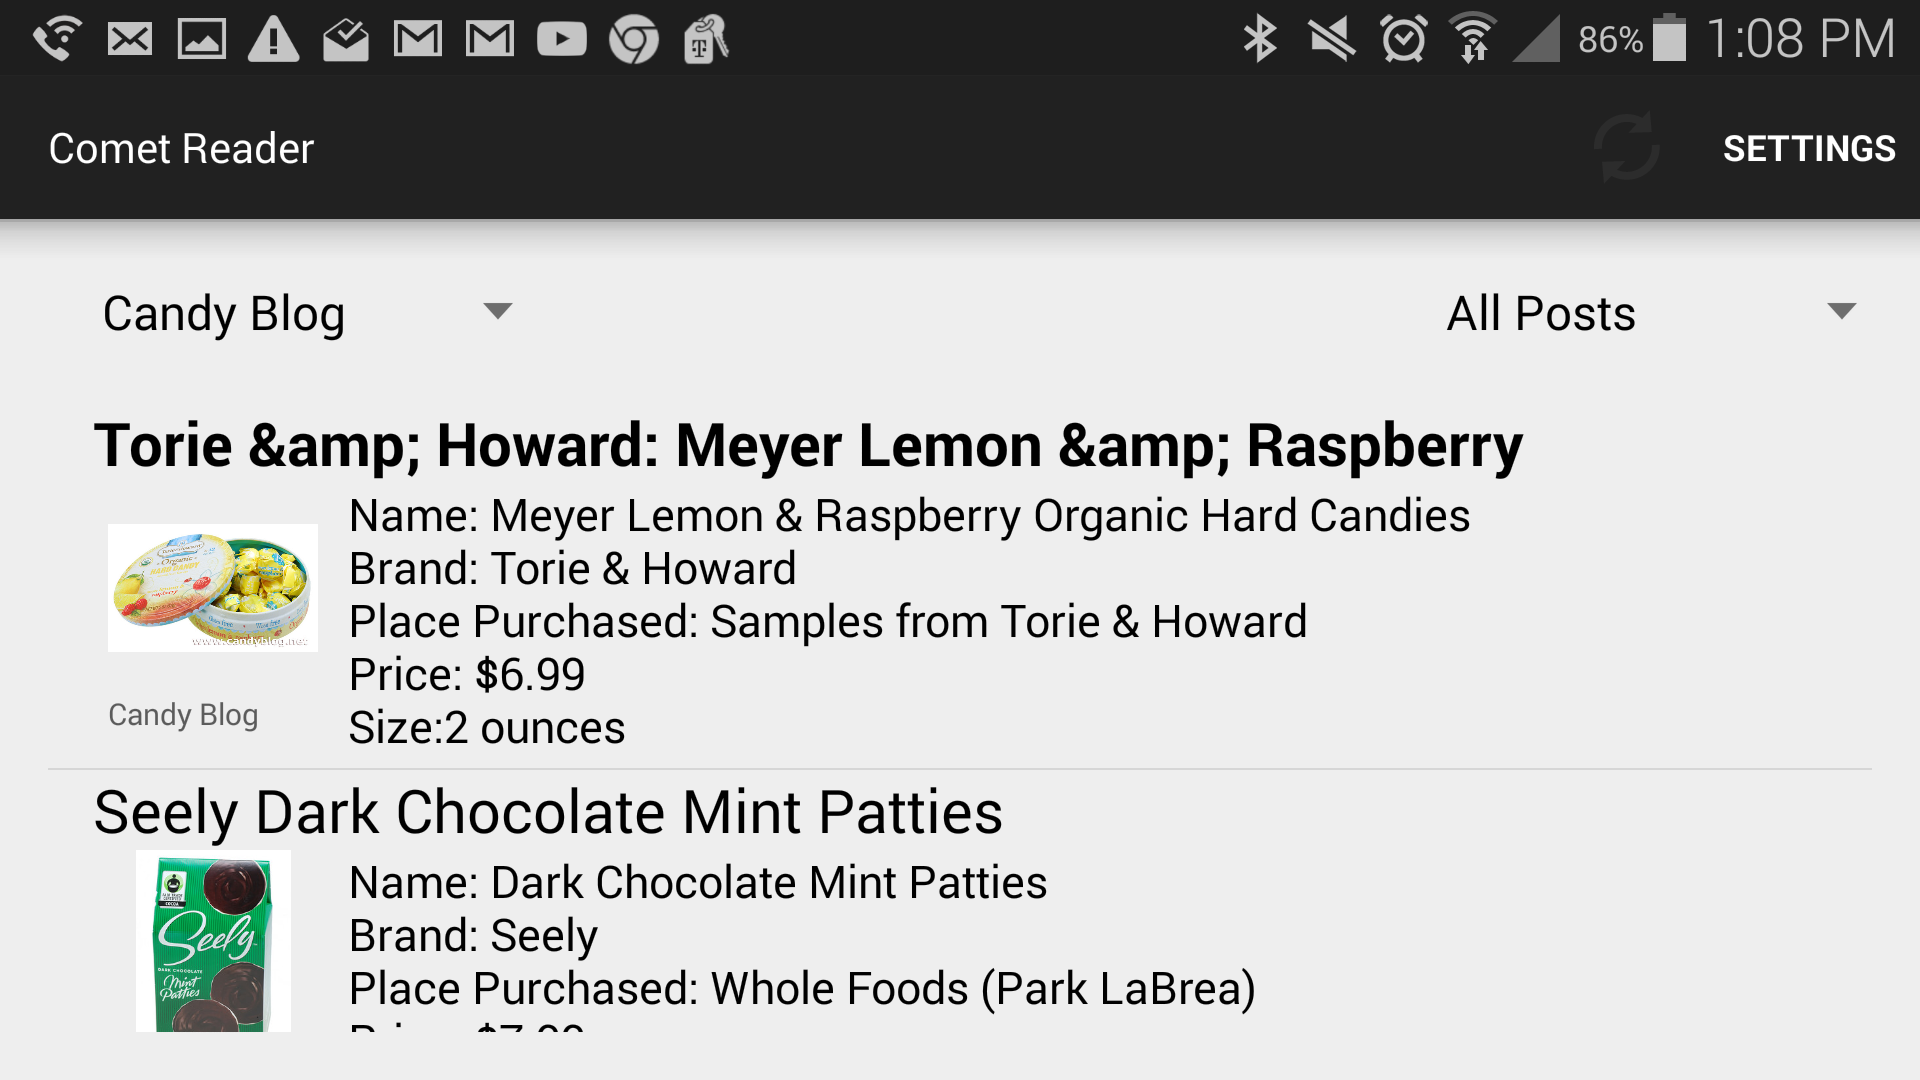 86% 1:08 PM
Comet Reader
SETTINGS
Candy Blog
All Posts
Torie &amp; Howard: Meyer Lemon &amp; Raspberry
Name: Meyer Lemon & Raspberry Organic Hard Candies
Brand: Torie & Howard
Place Purchased: Samples from Torie & Howard
Price: $6.99
Size:2 ounces
www.candyblog.net
Candy Blog
Seely Dark Chocolate Mint Patties
Name: Dark Chocolate Mint Patties
Brand: Seely
Place Purchased: Whole Foods (Park LaBrea)
Seely
DARK CHOCOLATE
Mint
Patties